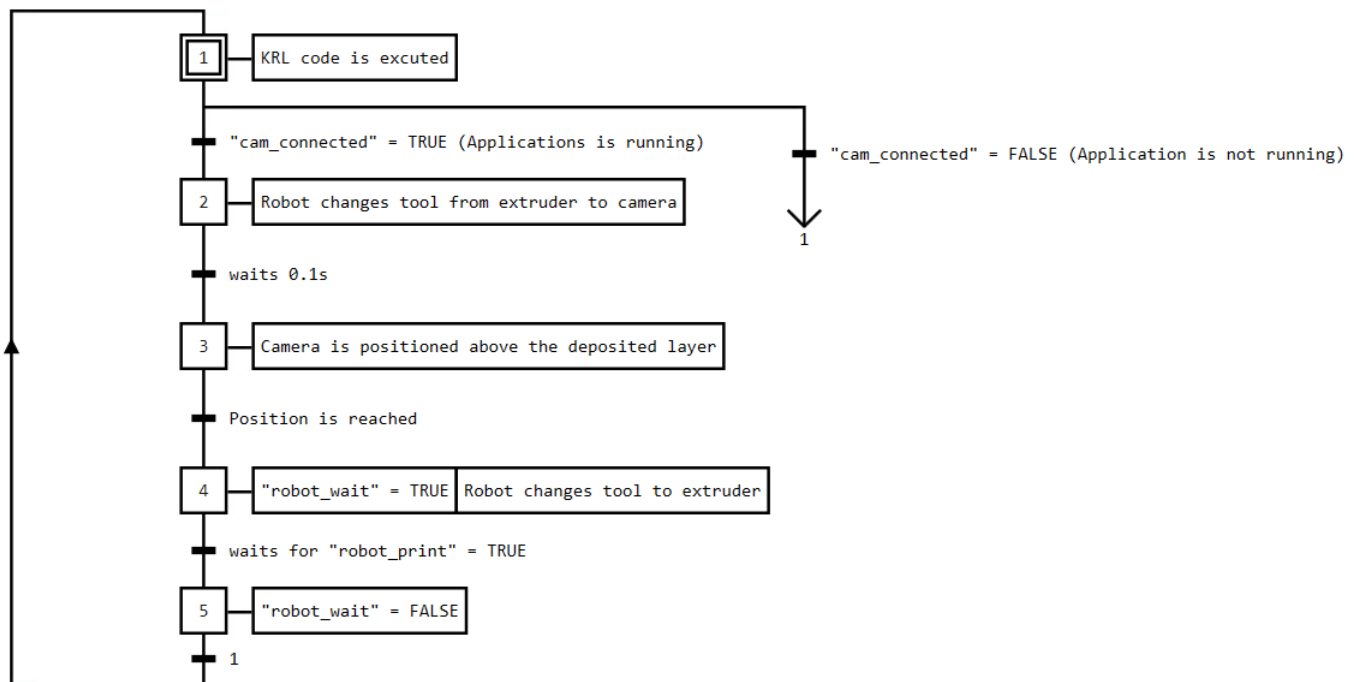 1 KRL code is excuted
"cam_connected" = TRUE (Applications is running)
"cam_connected" = FALSE (Application is not running)
2 Robot changes tool from extruder to camera
1
waits 0.1s
3 Camera is positioned above the deposited layer
Position is reached
4 "robot_wait" = TRUE Robot changes tool to extruder
waits for "robot_print" = TRUE
5 "robot_wait" = FALSE
1